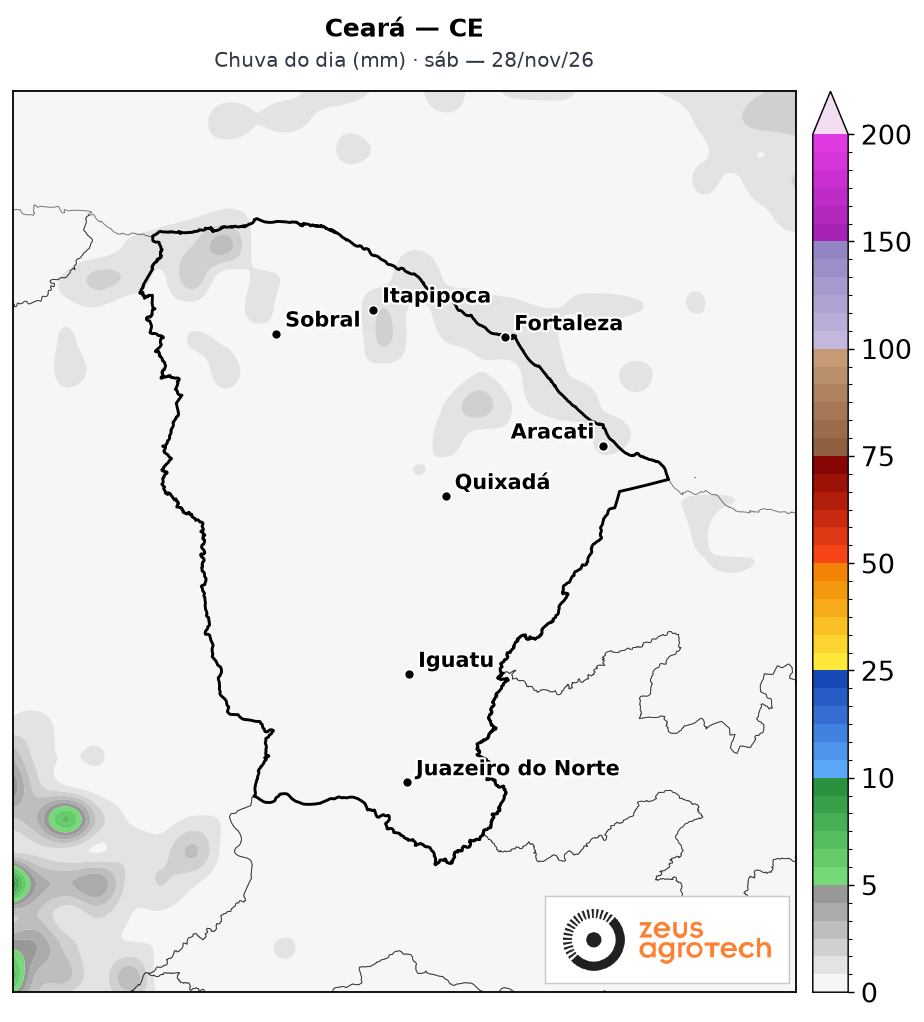 Ceará — CE
Chuva do dia (mm) · sáb — 28/nov/26
Itapipoca
Sobral
Fortaleza
Aracati
Quixadá
Iguatu
Juazeiro do Norte
200
150
100
75
50
25
10
5
0
zeus
agrotech